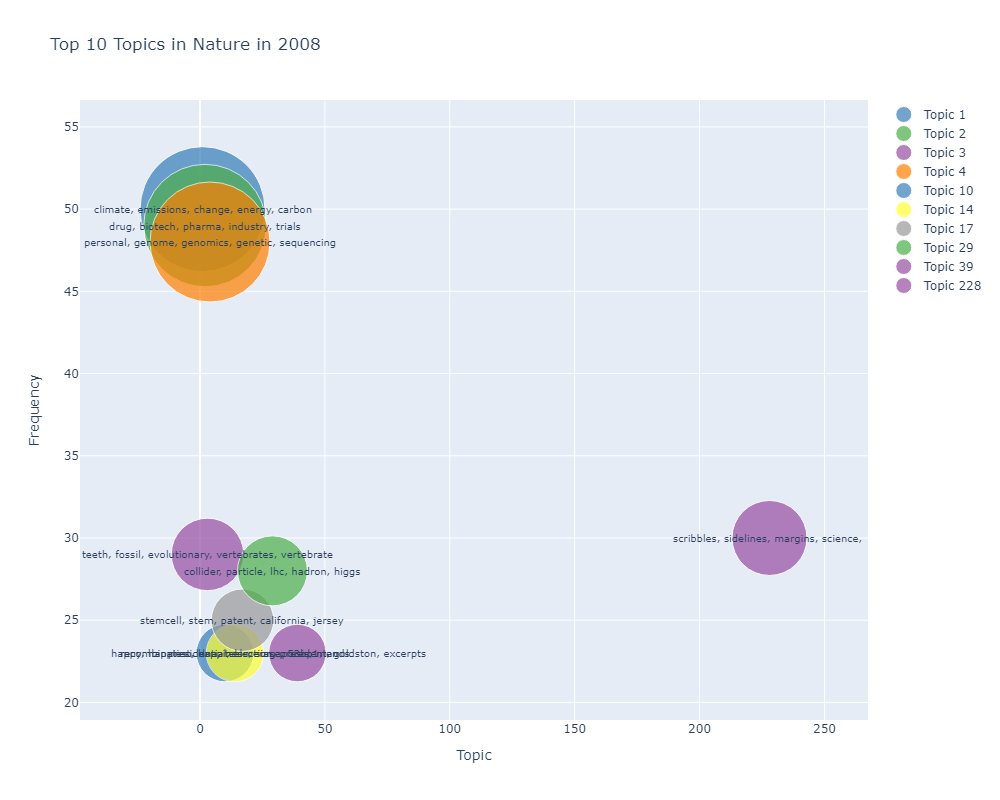 Top 10 Topics in Nature in 2008
Topic 1
Topic 2
Topic 3
Topic 4
Topic 10
Topic 14
Topic 17
Topic 29
Topic 39
Topic 228
55
50
45
40
35
30
25
20
climate, emissions, change, energy, carbon
drug, biotech, pharma, industry, trials
personal, genome, genomics, genetic, sequencing
scribbles, sidelines, margins, science,
teeth, fossil, evolutionary, vertebrates, vertebrate
collider, particle, lhc, hadron, higgs
stemcell, stem, patent, california, jersey
excerpts
0
50
100
150
200
250
Topic
Frequency